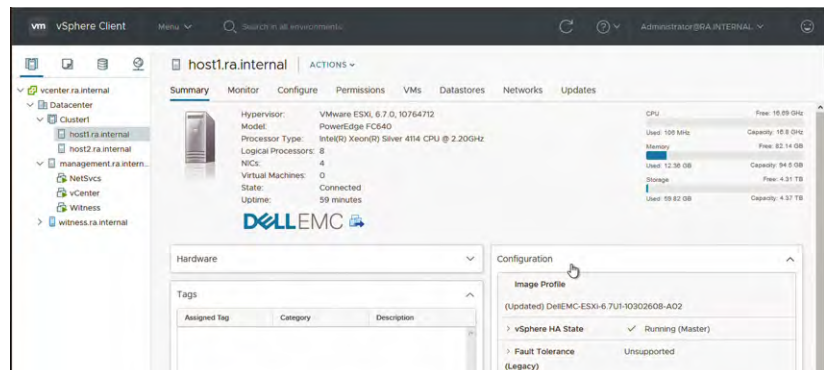 vm vSphere Client Menu Search in all environments Administrator@RA.INTERNAL
host1.ra.internal ACTIONS
Summary Monitor Configure Permissions VMs Datastores Networks Updates
vcenter.ra.internal
Datacenter
Cluster1
host1.ra.internal
host2.ra.internal
management.ra.intern...
NetSvcs
vCenter
Witness
witness.ra.internal
Hypervisor: VMware ESXi, 6.7.0, 10764712
Model: PowerEdge FC640
Processor Type: Intel(R) Xeon(R) Silver 4114 CPU @ 2.20GHz
Logical Processors: 8
NICs: 4
Virtual Machines: 0
State: Connected
Uptime: 59 minutes
DELLEMC
CPU Free: 16.69 GHz
Used: 106 MHz Capacity: 16.8 GHz
Memory Free: 82.14 GB
Used: 12.36 GB Capacity: 94.5 GB
Storage Free: 4.31 TB
Used: 59.82 GB Capacity: 4.37 TB
Hardware
Tags
Assigned Tag Category Description
Configuration
Image Profile
(Updated) DellEMC-ESXi-6.7U1-10302608-A02
vSphere HA State Running (Master)
Fault Tolerance Unsupported
(Legacy)